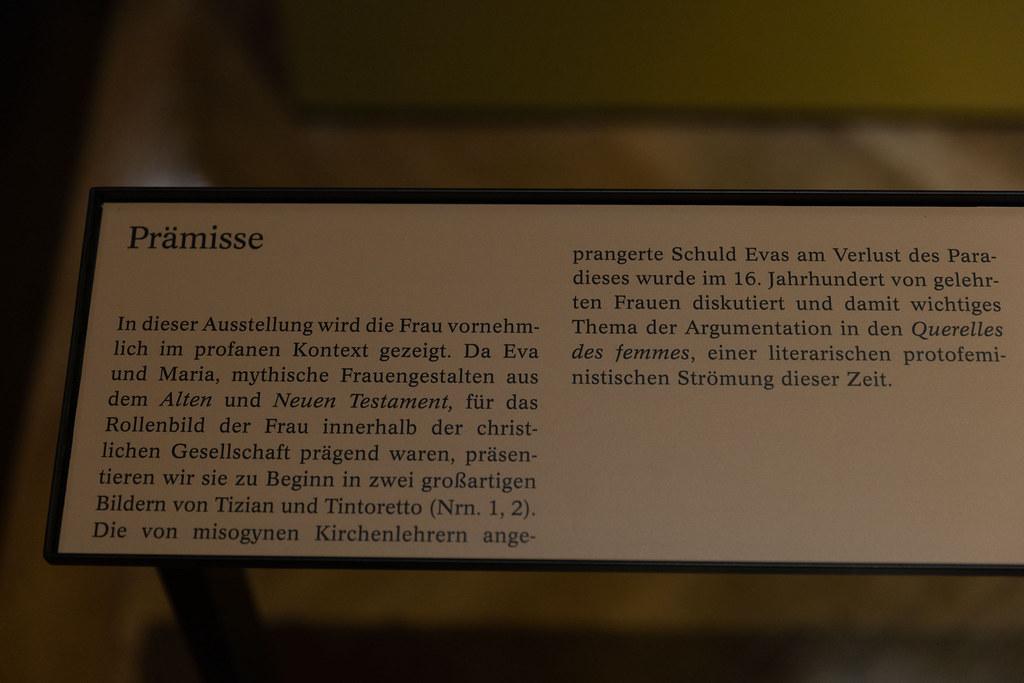 Prämisse
In dieser Ausstellung wird die Frau vornehm-
lich im profanen Kontext gezeigt. Da Eva
und Maria, mythische Frauengestalten aus
dem Alten und Neuen Testament, für das
Rollenbild der Frau innerhalb der christ-
lichen Gesellschaft prägend waren, präsen-
tieren wir sie zu Beginn in zwei großartigen
Bildern von Tizian und Tintoretto (Nrn. 1, 2).
Die von misogynen Kirchenlehrern ange-
prangerte Schuld Evas am Verlust des Para-
dieses wurde im 16. Jahrhundert von gelehr-
ten Frauen diskutiert und damit wichtiges
Thema der Argumentation in den Querelles
des femmes, einer literarischen protofemi-
nistischen Strömung dieser Zeit.